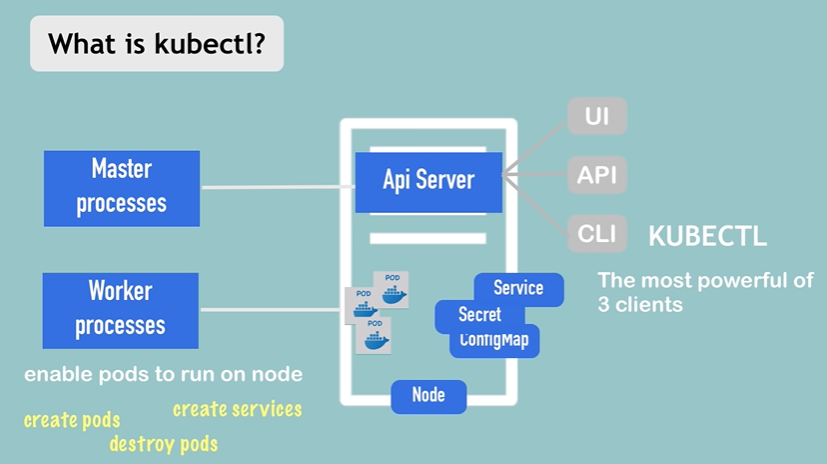 What is kubectl?
Master
processes
Api Server
UI
API
CLI
KUBECTL
The most powerful of
3 clients
Worker
processes
POD
POD
POD
Service
Secret
ConfigMap
Node
enable pods to run on node
create pods
create services
destroy pods